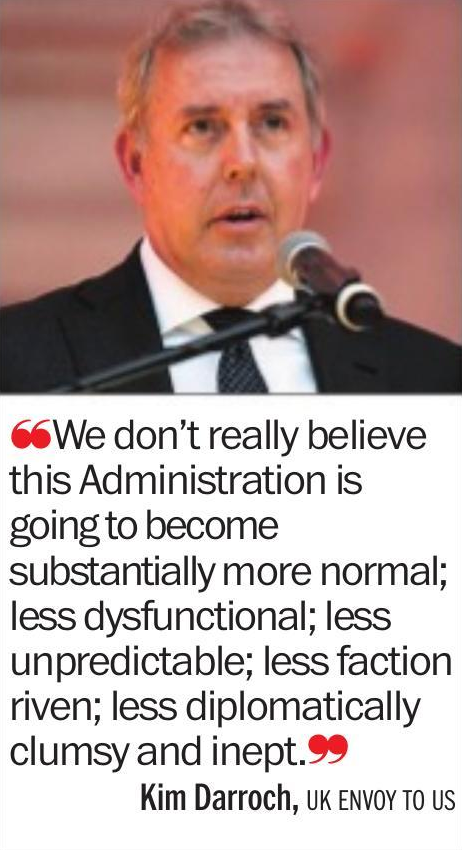 “We don’t really believe
this Administration is
going to become
substantially more normal;
less dysfunctional; less
unpredictable; less faction
riven; less diplomatically
clumsy and inept.”
Kim Darroch, UK ENVOY TO US